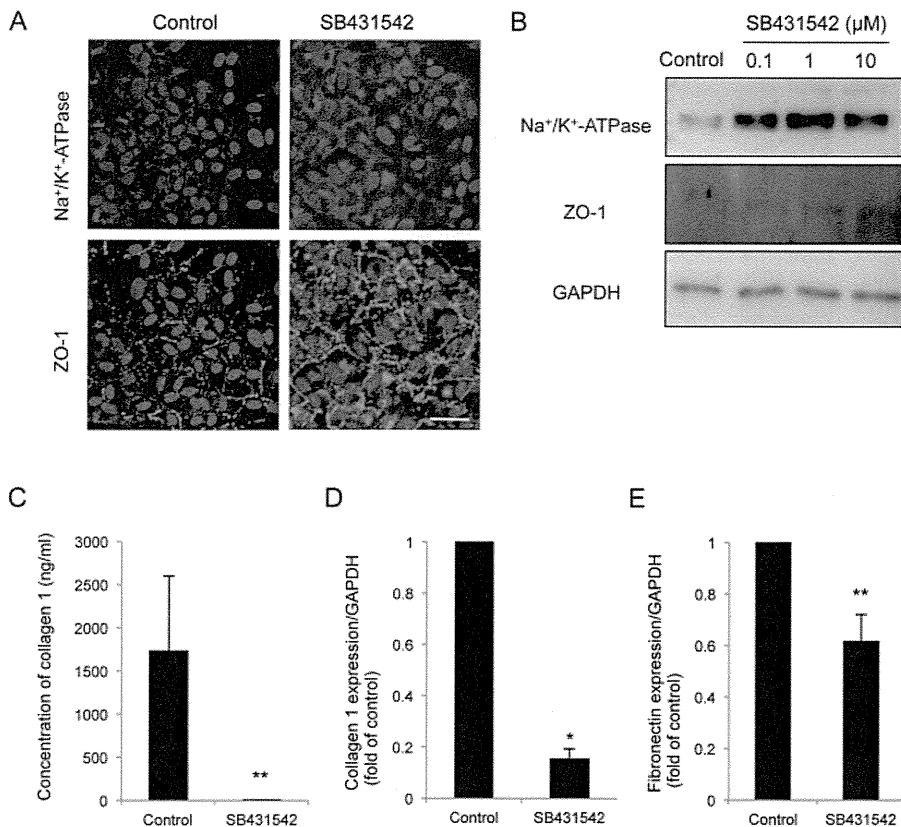 A
Control
SB431542
Na⁺/K⁺-ATPase
ZO-1
B
SB431542 (µM)
Control
0.1
1
10
Na⁺/K⁺-ATPase
ZO-1
GAPDH
C
Concentration of collagen 1 (ng/ml)
3000
2500
2000
1500
1000
500
0
**
Control
SB431542
D
Collagen 1 expression/GAPDH
(fold of control)
1
0.8
0.6
0.4
0.2
0
*
Control
SB431542
E
Fibronectin expression/GAPDH
(fold of control)
1
0.8
0.6
0.4
0.2
0
**
Control
SB431542